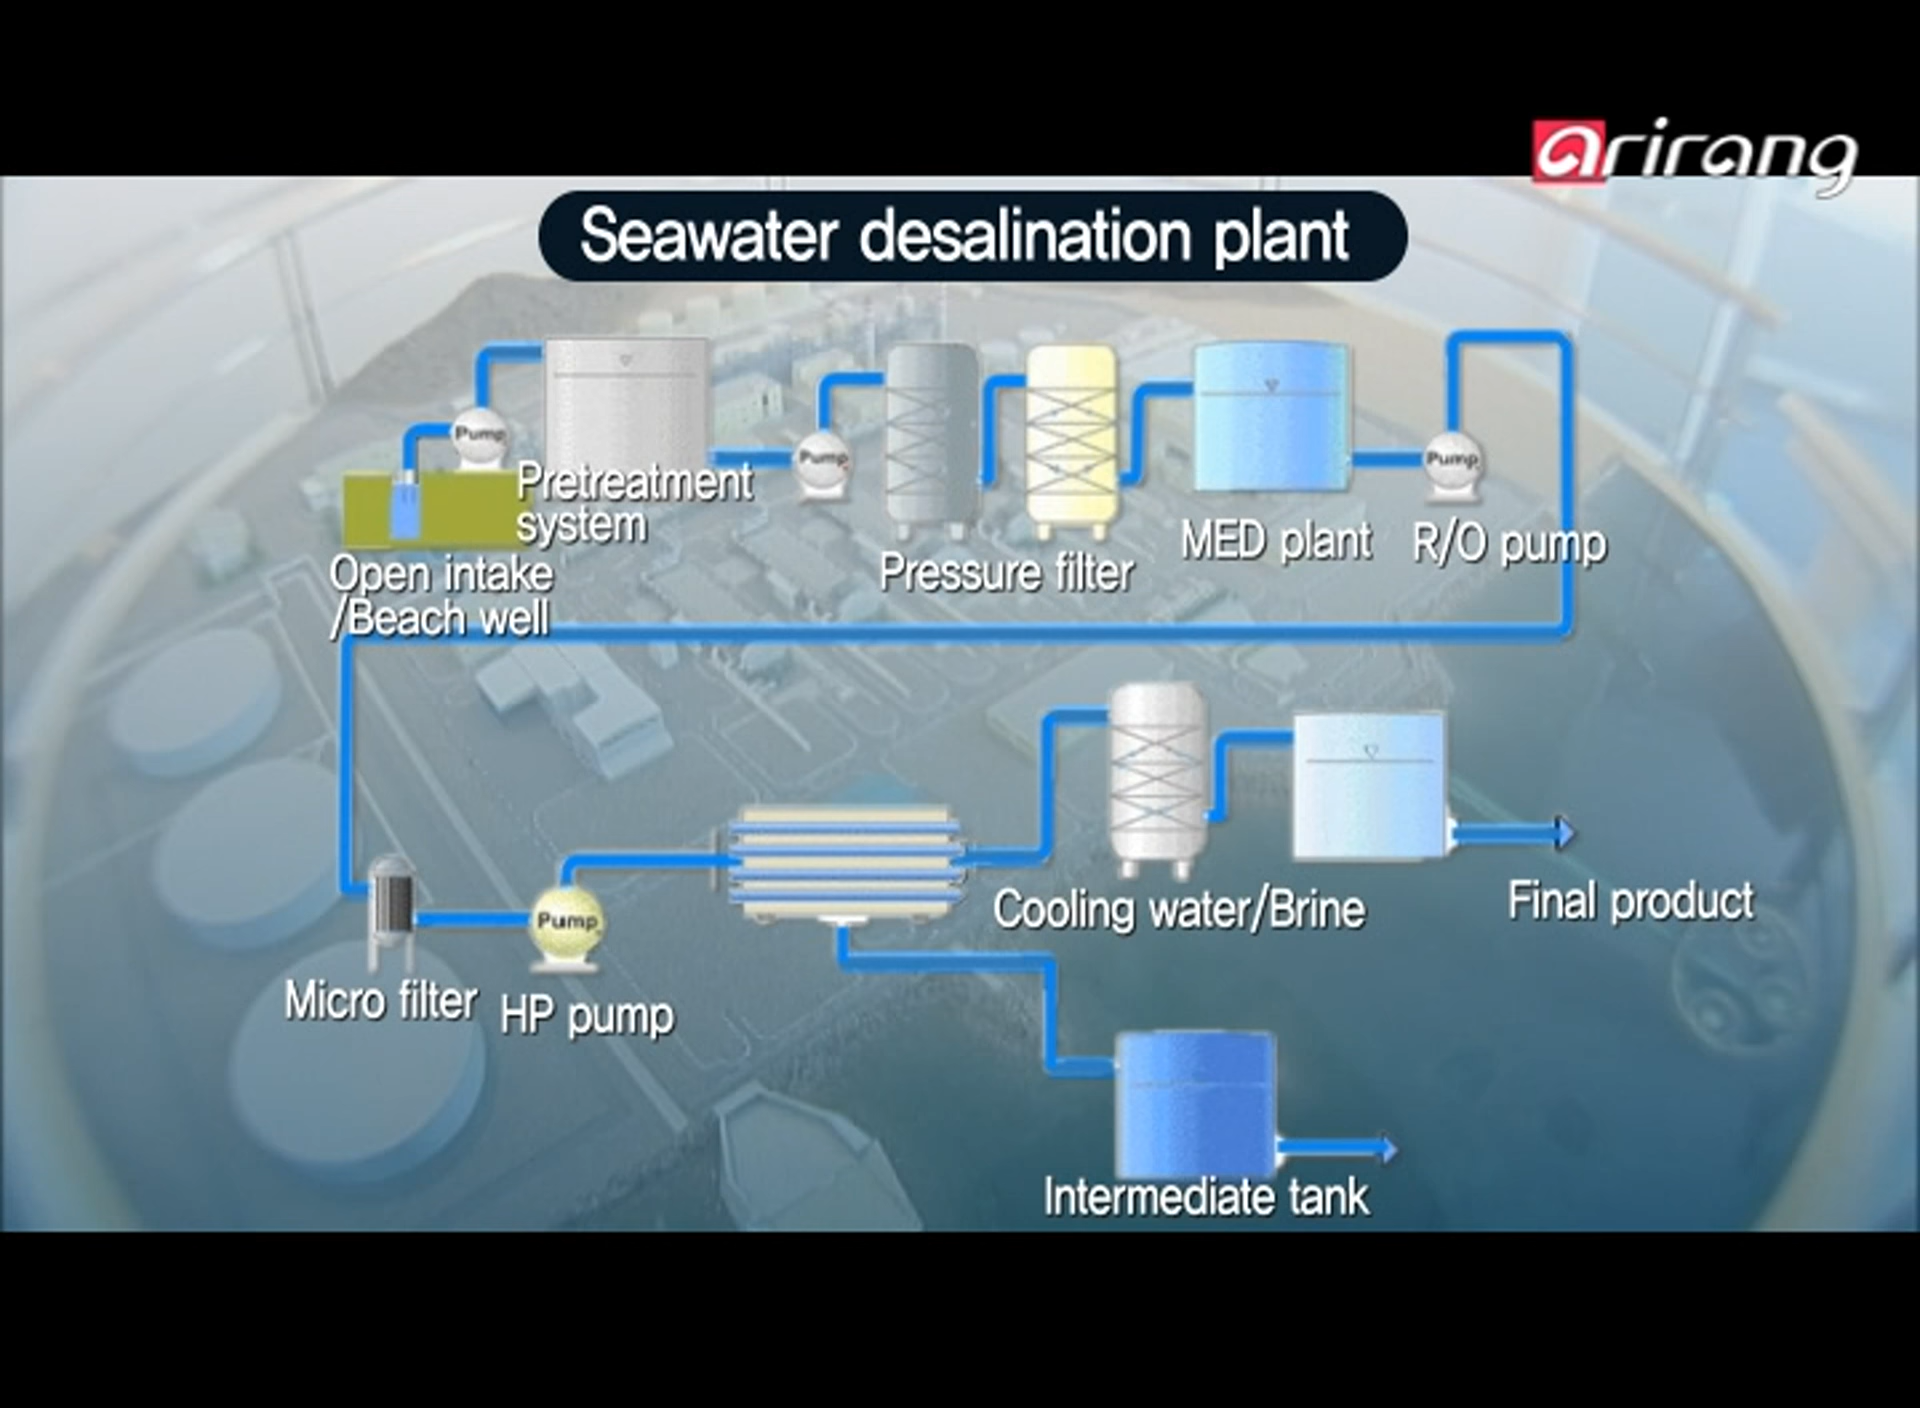 arirang
Seawater desalination plant
Pump
Pump
Pump
Pretreatment
system
Open intake
/Beach well
Pressure filter
MED plant
R/O pump
Pump
Micro filter
HP pump
Cooling water/Brine
Final product
Intermediate tank